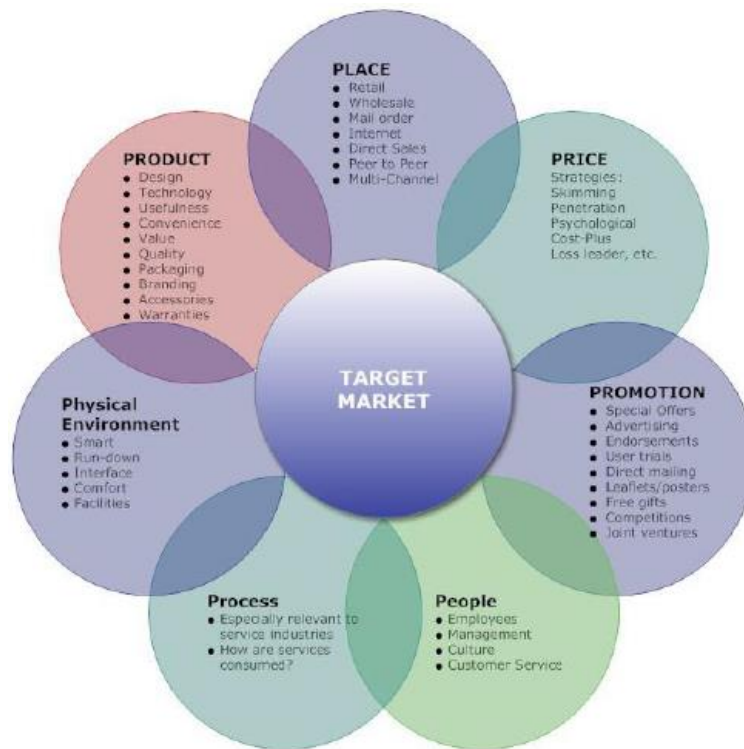 PLACE
● Retail
● Wholesale
● Mail order
● Internet
● Direct Sales
● Peer to Peer
● Multi-Channel
PRODUCT
● Design
● Technology
● Usefulness
● Convenience
● Value
● Quality
● Packaging
● Branding
● Accessories
● Warranties
PRICE
Strategies:
Skimming
Penetration
Psychological
Cost-Plus
Loss leader, etc.
TARGET
MARKET
Physical
Environment
● Smart
● Run-down
● Interface
● Comfort
● Facilities
PROMOTION
● Special Offers
● Advertising
● Endorsements
● User trials
● Direct mailing
● Leaflets/posters
● Free gifts
● Competitions
● Joint ventures
Process
● Especially relevant to
service industries
● How are services
consumed?
People
● Employees
● Management
● Culture
● Customer Service